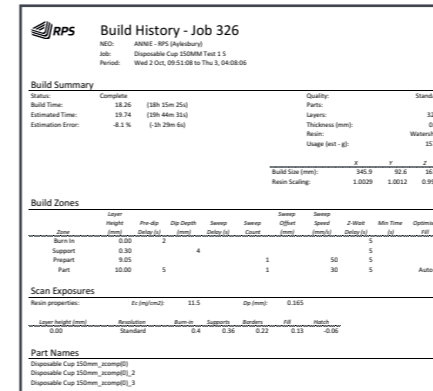 RPS Build History - Job 326
NEO: ANNIE - RPS (Aylesbury)
Job: Disposable Cup 150MM Test 1 5
Period: Wed 2 Oct, 09:51:08 to Thu 3, 04:08:06
Build Summary
Status: Complete Quality:
Build Time: 18.26 (18h 15m 25s) Parts:
Estimated Time: 19.74 (19h 44m 31s) Layers:
Estimation Error: -8.1 % (-1h 29m 6s) Thickness (mm):
Resin:
Usage (est - g):
X Y Z
Build Size (mm): 345.9 92.6
Resin Scaling: 1.0029 1.0012
Build Zones
Layer Sweep Sweep
Height Pre-dip Dip Depth Sweep Sweep Offset Speed Z-Wait Min Time
Zone (mm) Delay (s) (mm) Delay (s) Count (mm) (mm/s) Delay (s) (s) Fill
Burn In 0.00 2 5
Support 0.30 4 5
Prepart 9.05 1 50 5
Part 10.00 5 1 30 5 Auto
Scan Exposures
Resin properties: Ec (mj/cm2): 11.5 Dp (mm): 0.165
Layer height (mm) Resolution Burn-in Supports Borders Fill Hatch
0.00 Standard 0.4 0.36 0.22 0.13 -0.06
Part Names
Disposable Cup 150mm_zcomp(0)
Disposable Cup 150mm_zcomp(0)_2
Disposable Cup 150mm_zcomp(0)_3